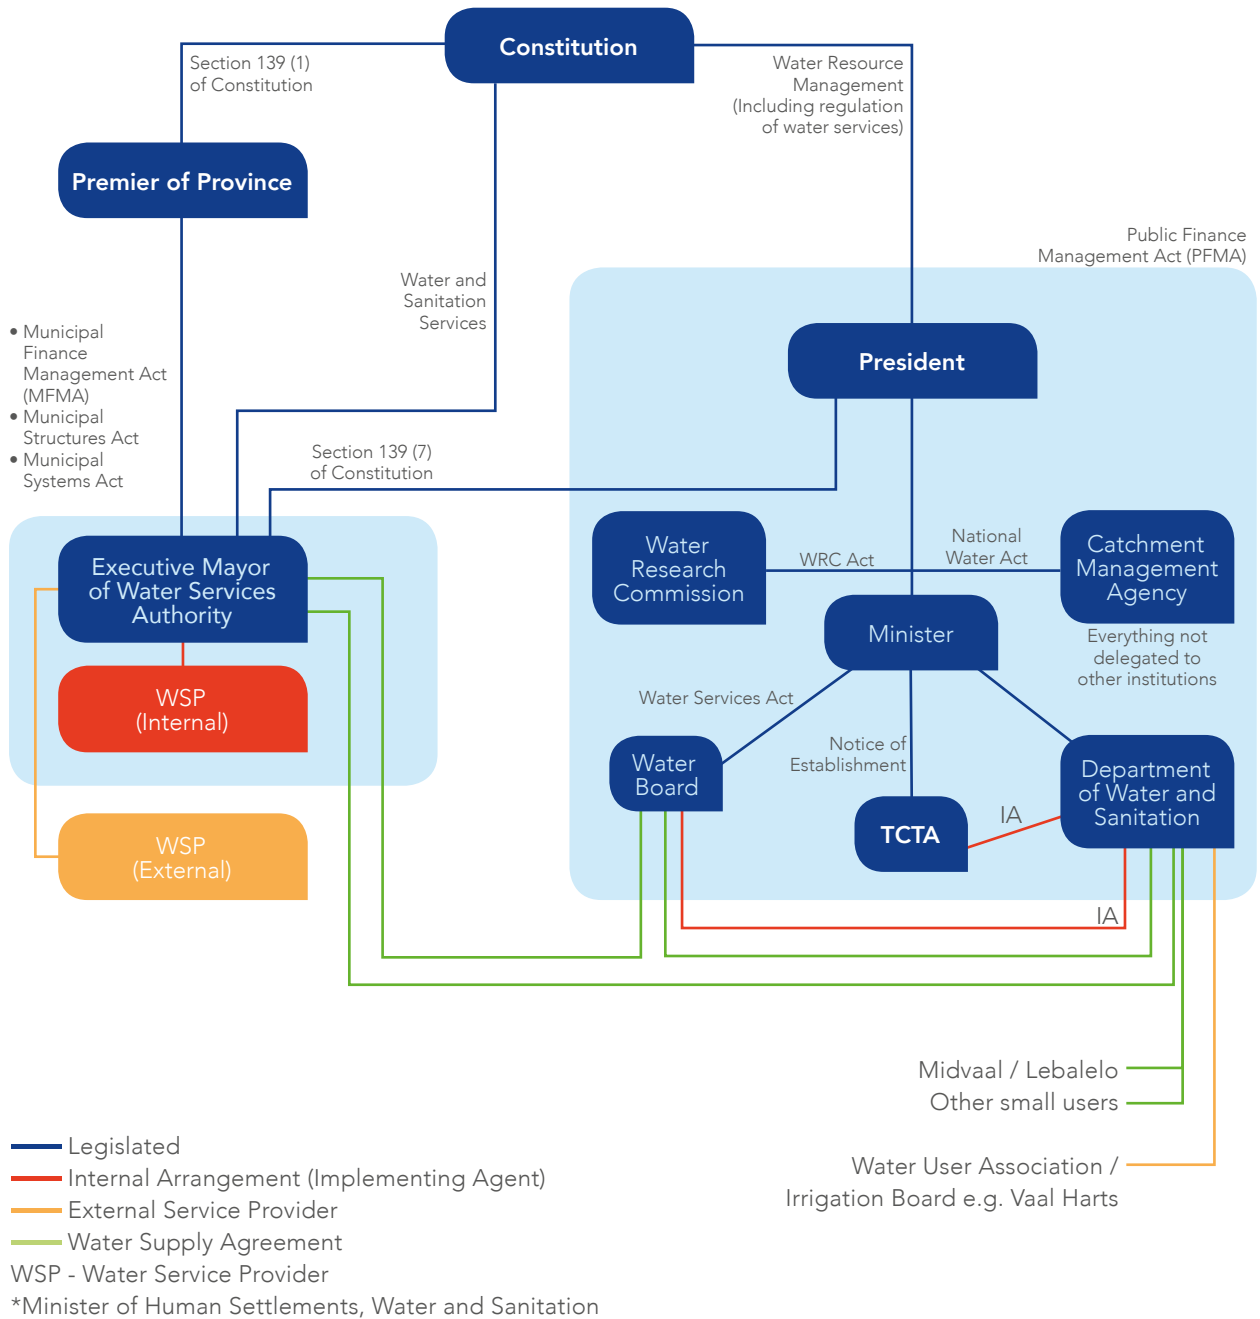 Constitution
Section 139 (1)
of Constitution
Water Resource
Management
(Including regulation
of water services)
Premier of Province
Public Finance
Management Act (PFMA)
Water and
Sanitation
Services
• Municipal
Finance
Management Act
(MFMA)
• Municipal
Structures Act
• Municipal
Systems Act
President
Section 139 (7)
of Constitution
Executive Mayor
of Water Services
Authority
Water
Research
Commission
WRC Act
National
Water Act
Catchment
Management
Agency
Minister
Everything not
delegated to
other institutions
WSP
(Internal)
Water Services Act
Notice of
Establishment
Water
Board
Department
of Water and
Sanitation
TCTA
IA
WSP
(External)
IA
Midvaal / Lebalelo
Other small users
Water User Association /
Irrigation Board e.g. Vaal Harts
Legislated
Internal Arrangement (Implementing Agent)
External Service Provider
Water Supply Agreement
WSP - Water Service Provider
*Minister of Human Settlements, Water and Sanitation